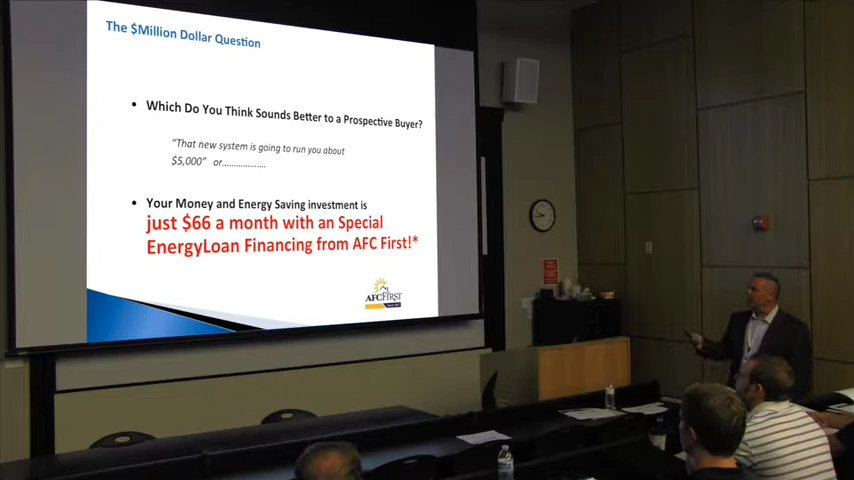 The $Million Dollar Question
• Which Do You Think Sounds Better to a Prospective Buyer?
"That new system is going to run you about
$5,000" or..................
• Your Money and Energy Saving investment is
just $66 a month with an Special
EnergyLoan Financing from AFC First!*
AFC FIRST